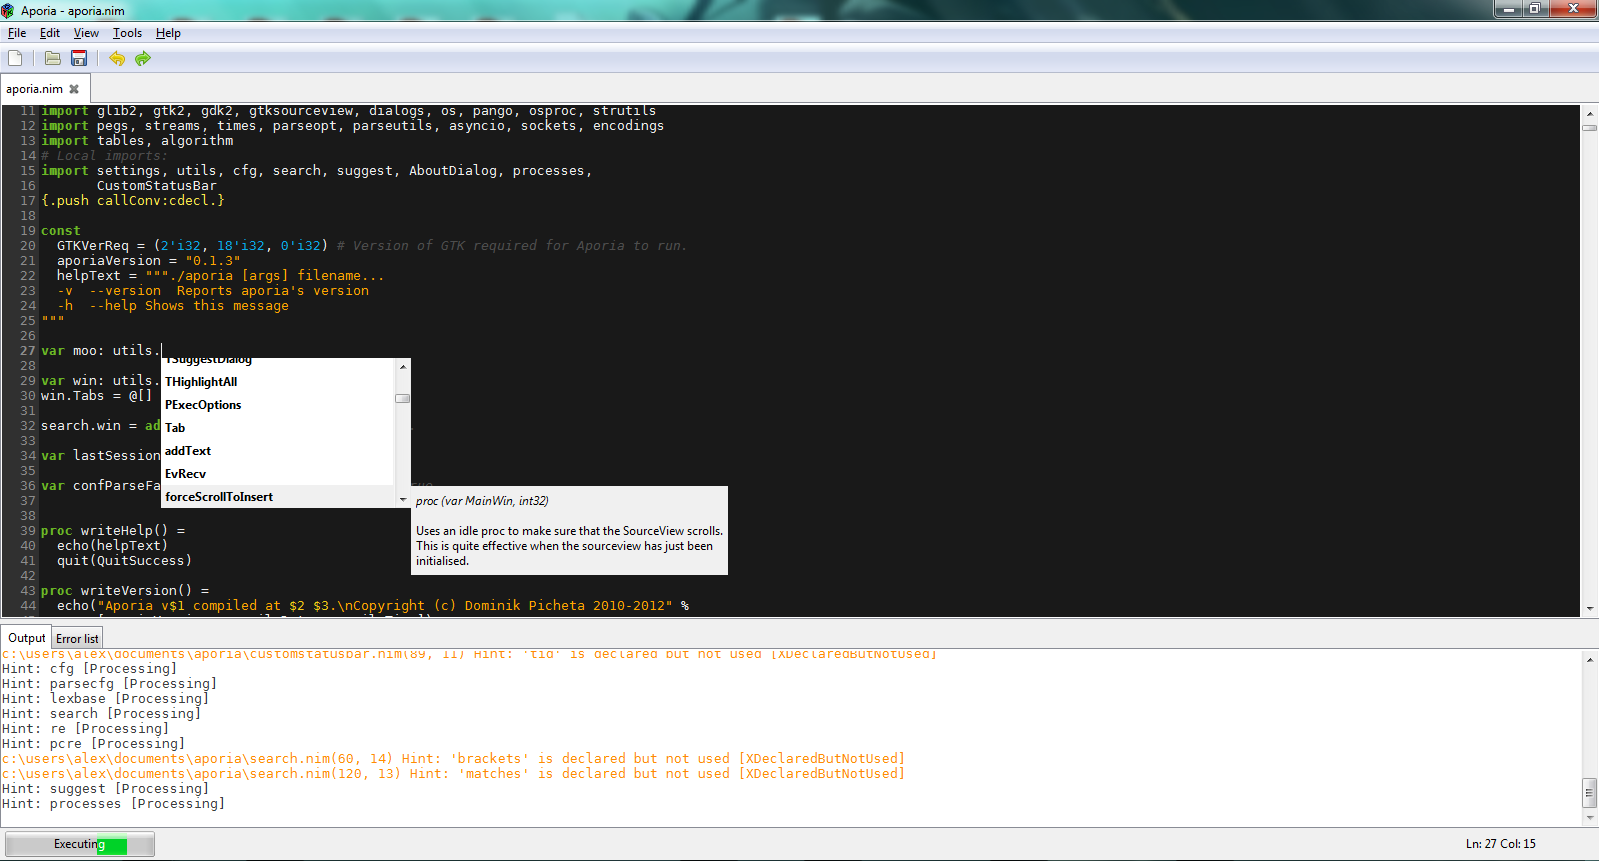 Aporia - aporia.nim
File Edit View Tools Help
aporia.nim
11 import glib2, gtk2, gdk2, gtksourceview, dialogs, os, pango, osproc, strutils
12 import pegs, streams, times, parseopt, parseutils, asyncio, sockets, encodings
13 import tables, algorithm
14 # Local imports:
15 import settings, utils, cfg, search, suggest, AboutDialog, processes,
16 CustomStatusBar
17 {.push callConv:cdecl.}
18
19 const
20 GTKVerReq = (2'i32, 18'i32, 0'i32) # Version of GTK required for Aporia to run.
21 aporiaVersion = "0.1.3"
22 helpText = """./aporia [args] filename...
23 -v  --version  Reports aporia's version
24 -h  --help Shows this message
25 """
26
27 var moo: utils.
28
TSuggestDialog
29 var win: utils.
THighlightAll
30 win.Tabs = @[]
PExecOptions
31
32 search.win = ad
Tab
33
addText
34 var lastSession
EvRecv
35
36 var confParseFa
forceScrollToInsert
proc (var MainWin, int32)
Uses an idle proc to make sure that the SourceView scrolls.
This is quite effective when the sourceview has just been
initialised.
37
38
39 proc writeHelp() =
40 echo(helpText)
41 quit(QuitSuccess)
42
43 proc writeVersion() =
44 echo("Aporia v$1 compiled at $2 $3.\nCopyright (c) Dominik Picheta 2010-2012" %
Output Error list
c:\users\alex\documents\aporia\customstatusbar.nim(89, 11) Hint: 'tid' is declared but not used [XDeclaredButNotUsed]
Hint: cfg [Processing]
Hint: parsecfg [Processing]
Hint: lexbase [Processing]
Hint: search [Processing]
Hint: re [Processing]
Hint: pcre [Processing]
c:\users\alex\documents\aporia\search.nim(60, 14) Hint: 'brackets' is declared but not used [XDeclaredButNotUsed]
c:\users\alex\documents\aporia\search.nim(120, 13) Hint: 'matches' is declared but not used [XDeclaredButNotUsed]
Hint: suggest [Processing]
Hint: processes [Processing]
Executing
Ln: 27 Col: 15